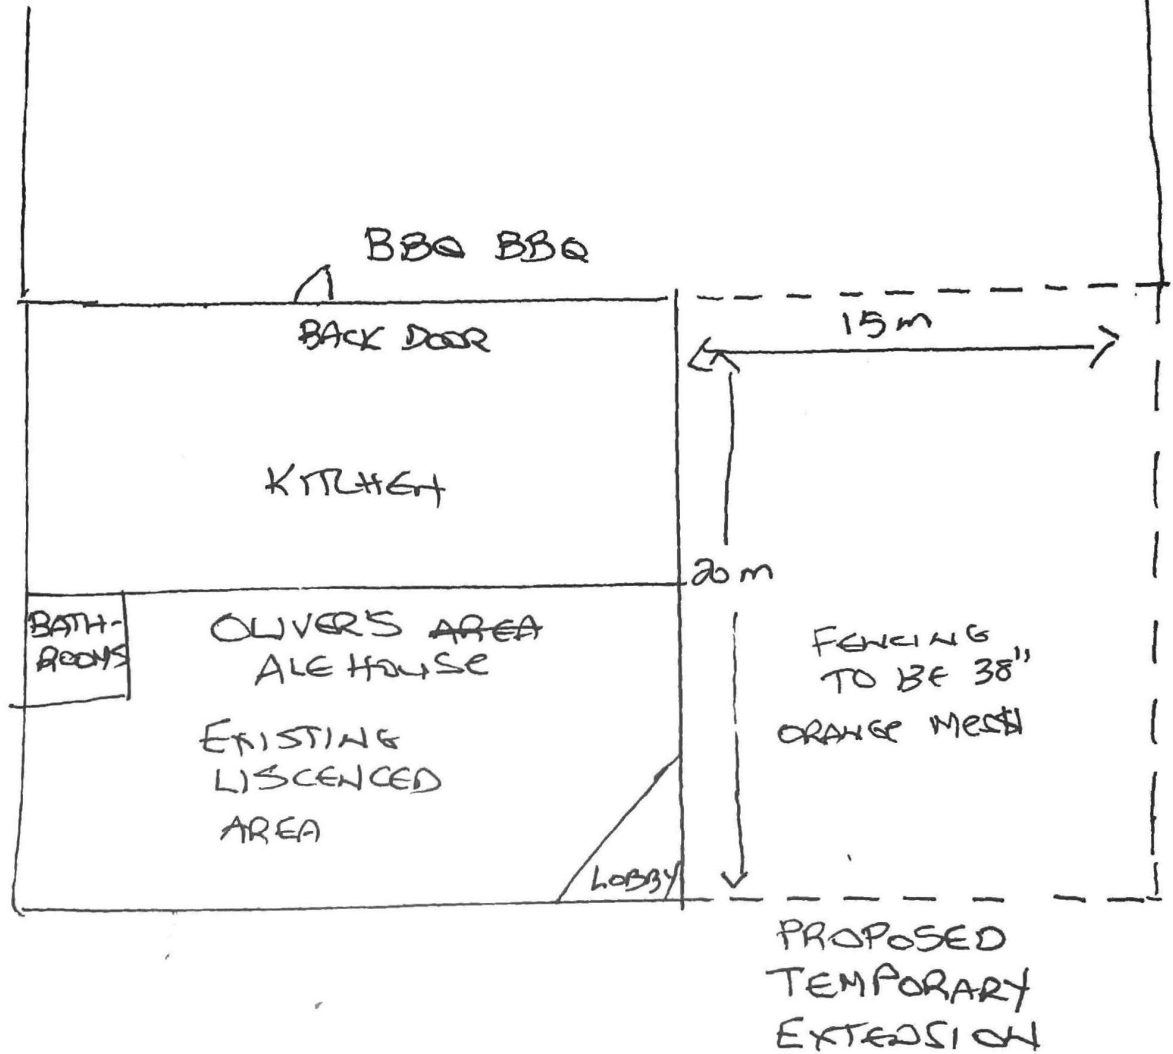 BBQ BBQ
BACK DOOR
15m
KITCHEN
20m
BATH-
ROOMS
OLIVER'S AREA
ALE HOUSE
EXISTING
LISCENCED
AREA
LOBBY
FENCING
TO BE 38"
ORANGE MESH
PROPOSED
TEMPORARY
EXTENSION